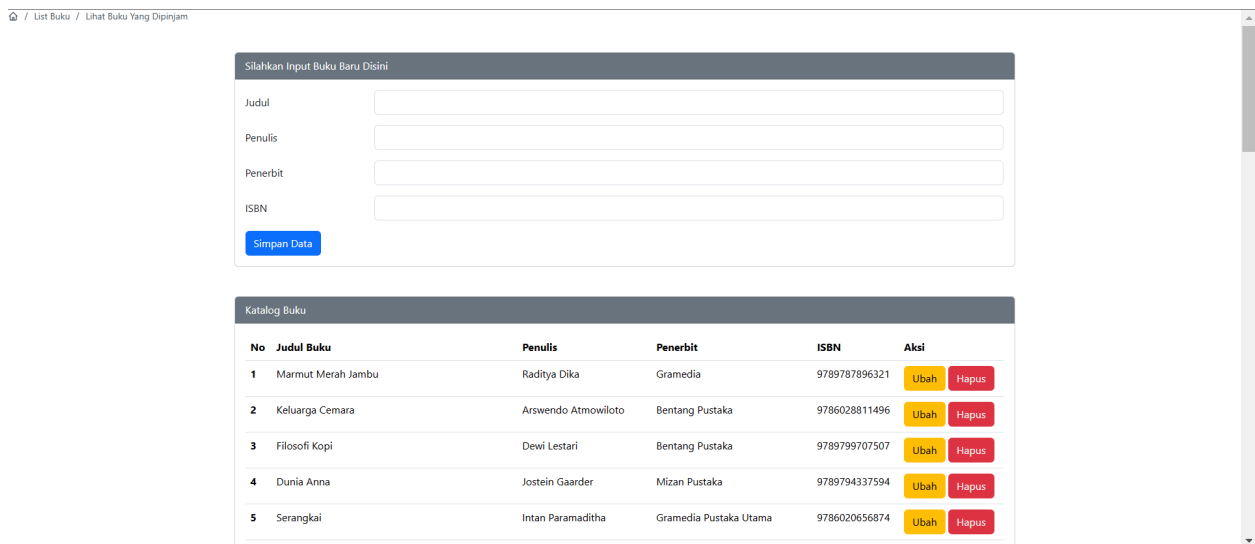 / List Buku / Lihat Buku Yang Dipinjam
Silahkan Input Buku Baru Disini
Judul
Penulis
Penerbit
ISBN
Simpan Data
Katalog Buku
No Judul Buku Penulis Penerbit ISBN Aksi
1 Marmut Merah Jambu Raditya Dika Gramedia 9789787896321 Ubah Hapus
2 Keluarga Cemara Arswendo Atmowiloto Bentang Pustaka 9786028811496 Ubah Hapus
3 Filosofi Kopi Dewi Lestari Bentang Pustaka 9789799707507 Ubah Hapus
4 Dunia Anna Jostein Gaarder Mizan Pustaka 9789794337594 Ubah Hapus
5 Serangkai Intan Paramaditha Gramedia Pustaka Utama 9786020656874 Ubah Hapus